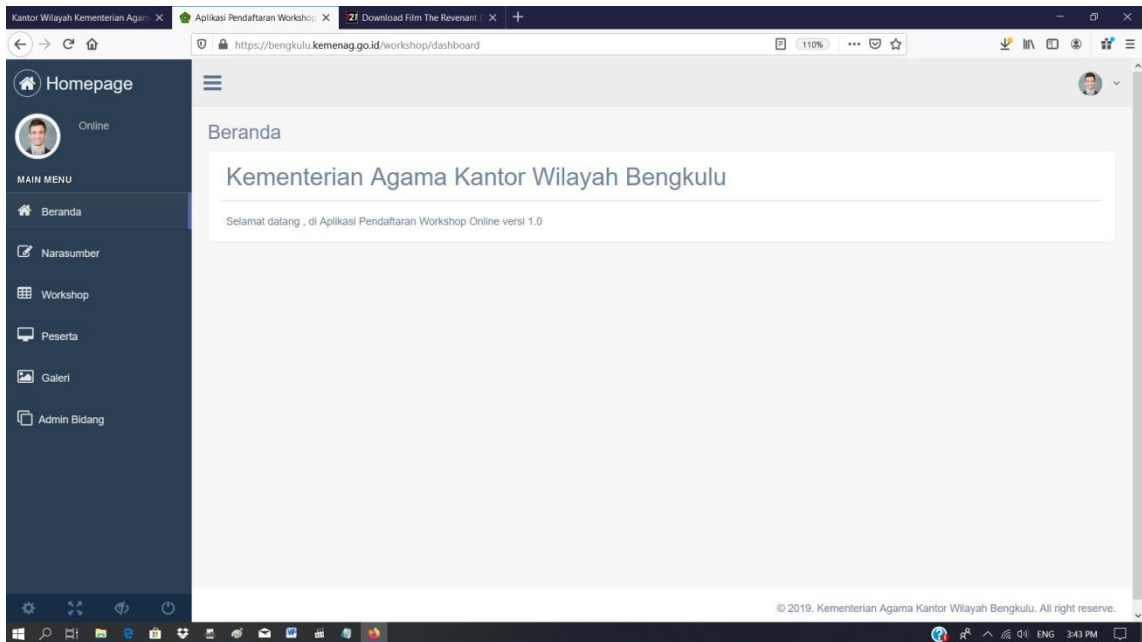 Kantor Wilayah Kementerian Agam
Aplikasi Pendaftaran Workshop
21 Download Film The Revenant (
https://bengkulu.kemenag.go.id/workshop/dashboard
110%
Homepage
Online
Beranda
Kementerian Agama Kantor Wilayah Bengkulu
Selamat datang , di Aplikasi Pendaftaran Workshop Online versi 1.0
MAIN MENU
Beranda
Narasumber
Workshop
Peserta
Galeri
Admin Bidang
© 2019. Kementerian Agama Kantor Wilayah Bengkulu. All right reserve.
ENG 3:43 PM